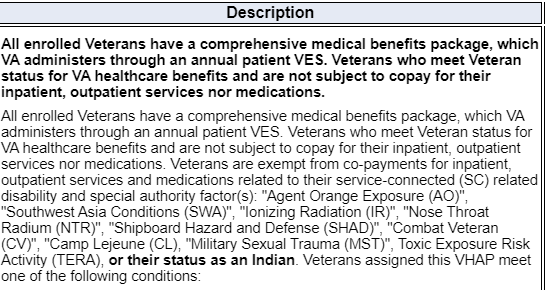 Description
All enrolled Veterans have a comprehensive medical benefits package, which
VA administers through an annual patient VES. Veterans who meet Veteran
status for VA healthcare benefits and are not subject to copay for their
inpatient, outpatient services nor medications.
All enrolled Veterans have a comprehensive medical benefits package, which VA
administers through an annual patient VES. Veterans who meet Veteran status for
VA healthcare benefits and are not subject to copay for their inpatient, outpatient
services nor medications. Veterans are exempt from co-payments for inpatient,
outpatient services and medications related to their service-connected (SC) related
disability and special authority factor(s): "Agent Orange Exposure (AO)",
"Southwest Asia Conditions (SWA)", "Ionizing Radiation (IR)", "Nose Throat
Radium (NTR)", "Shipboard Hazard and Defense (SHAD)", "Combat Veteran
(CV)", "Camp Lejeune (CL), "Military Sexual Trauma (MST)", Toxic Exposure Risk
Activity (TERA), or their status as an Indian. Veterans assigned this VHAP meet
one of the following conditions: